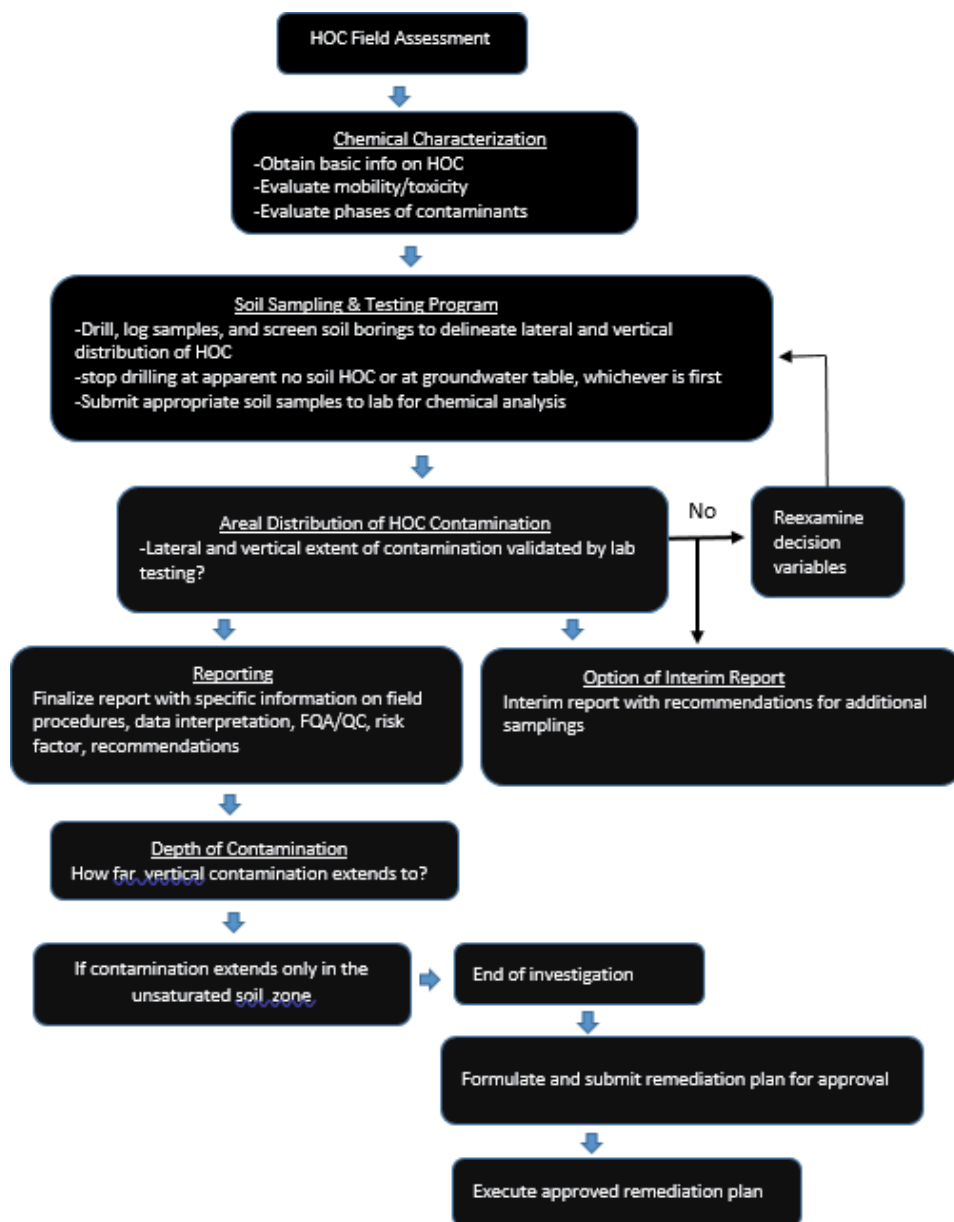 HOC Field Assessment
Chemical Characterization
-Obtain basic info on HOC
-Evaluate mobility/toxicity
-Evaluate phases of contaminants
Soil Sampling & Testing Program
-Drill, log samples, and screen soil borings to delineate lateral and vertical
distribution of HOC
-stop drilling at apparent no soil HOC or at groundwater table, whichever is first
-Submit appropriate soil samples to lab for chemical analysis
Areal Distribution of HOC Contamination
-Lateral and vertical extent of contamination validated by lab
testing?
No
Reexamine
decision
variables
Reporting
Finalize report with specific information on field
procedures, data interpretation, FQA/QC, risk
factor, recommendations
Option of Interim Report
Interim report with recommendations for additional
samplings
Depth of Contamination
How far vertical contamination extends to?
If contamination extends only in the
unsaturated soil zone
End of investigation
Formulate and submit remediation plan for approval
Execute approved remediation plan